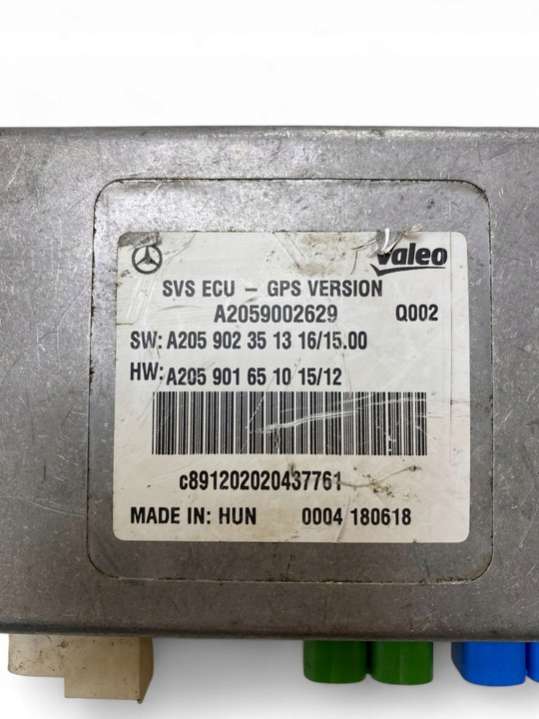 Valeo
SVS ECU - GPS VERSION
A2059002629 Q002
SW: A205 902 35 13 16/15.00
HW: A205 901 65 10 15/12
c891202020437761
MADE IN: HUN 0004 180618